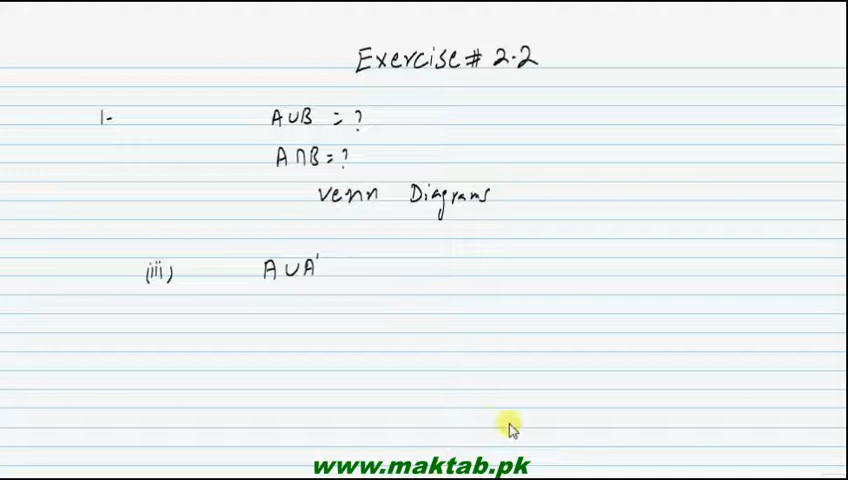 Exercise # 2.2
1- A∪B = ?
A∩B = ?
Venn Diagrams
(iii) A∪A'
www.maktab.pk